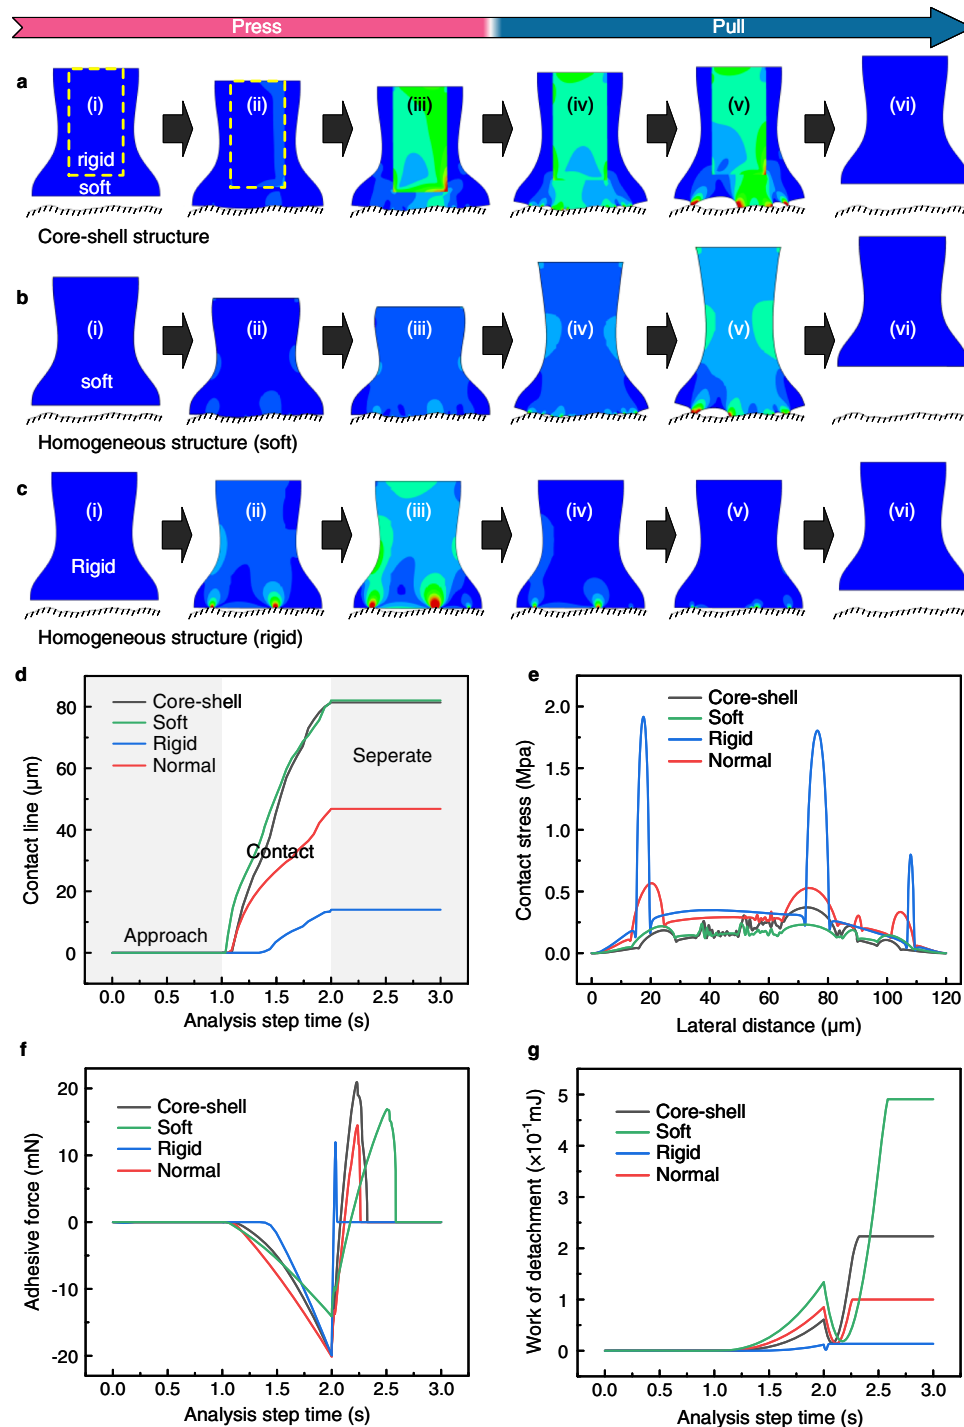 Press Pull
a
(i) (ii) (iii) (iv) (v) (vi)
rigid
soft
Core-shell structure
b
(i) (ii) (iii) (iv) (v) (vi)
soft
Homogeneous structure (soft)
c
(i) (ii) (iii) (iv) (v) (vi)
Rigid
Homogeneous structure (rigid)
d
Core-shell
Soft
Rigid
Normal
Seperate
Contact
Approach
Contact line (μm)
80
60
40
20
0
0.0 0.5 1.0 1.5 2.0 2.5 3.0
Analysis step time (s)
e
Core-shell
Soft
Rigid
Normal
Contact stress (Mpa)
2.0
1.5
1.0
0.5
0.0
0 20 40 60 80 100 120
Lateral distance (μm)
f
Core-shell
Soft
Rigid
Normal
Adhesive force (mN)
20
10
0
-10
-20
0.0 0.5 1.0 1.5 2.0 2.5 3.0
Analysis step time (s)
g
Core-shell
Soft
Rigid
Normal
Work of detachment (×10⁻¹mJ)
5
4
3
2
1
0
0.0 0.5 1.0 1.5 2.0 2.5 3.0
Analysis step time (s)